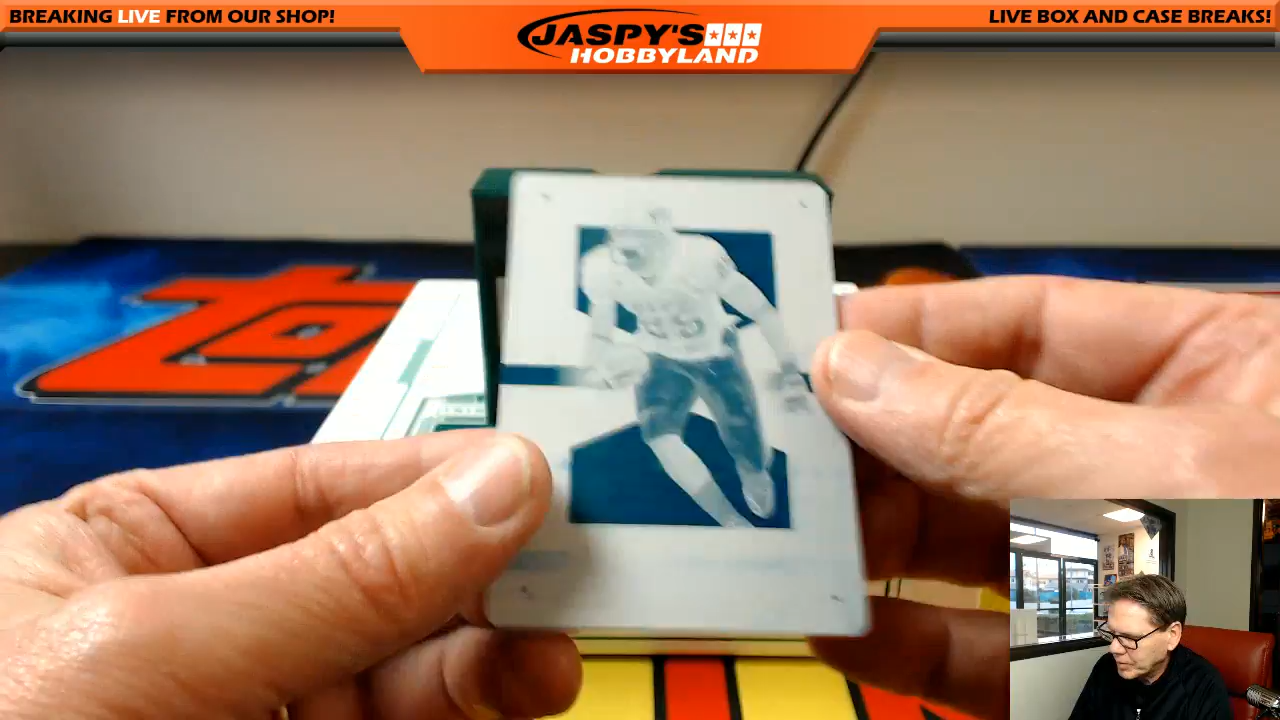 BREAKING LIVE FROM OUR SHOP!
JASPY'S
HOBBYLAND
LIVE BOX AND CASE BREAKS!